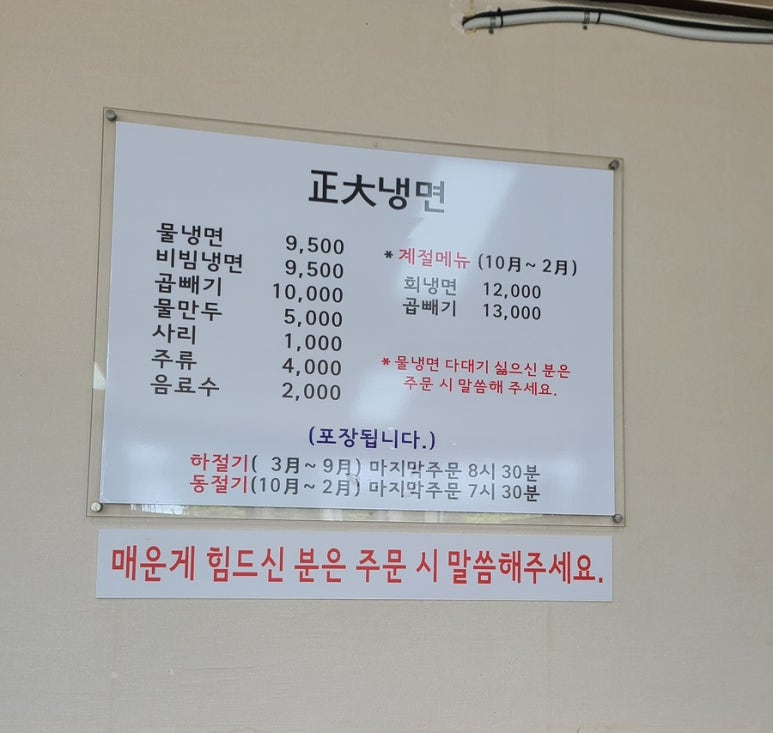 正大냉면
물냉면 9,500
비빔냉면 9,500
곱빼기 10,000
물만두 5,000
사리 1,000
주류 4,000
음료수 2,000
*계절메뉴 (10月~ 2月)
회냉면 12,000
곱빼기 13,000
*물냉면 다대기 싫으신 분은
주문 시 말씀해 주세요.
(포장됩니다.)
하절기( 3月~ 9月) 마지막주문 8시 30분
동절기(10月~ 2月) 마지막주문 7시 30분
매운게 힘드신 분은 주문 시 말씀해주세요.